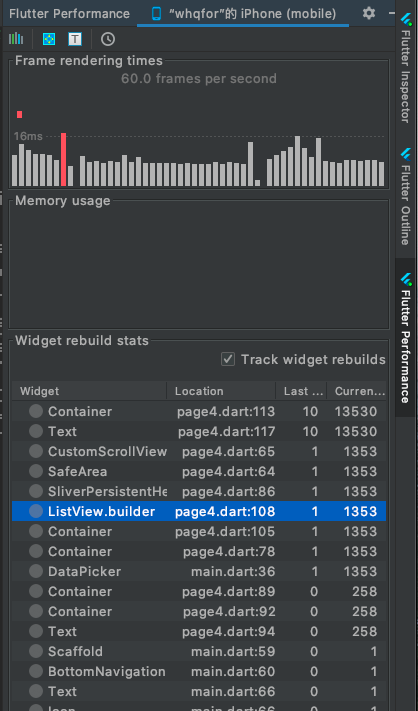 Flutter Performance “whqfor”的 iPhone (mobile)
Frame rendering times
60.0 frames per second
16ms
Memory usage
Widget rebuild stats
Track widget rebuilds
Widget Location Last ... Curren...
Container page4.dart:113 10 13530
Text page4.dart:117 10 13530
CustomScrollView page4.dart:65 1 1353
SafeArea page4.dart:64 1 1353
SliverPersistentHe page4.dart:86 1 1353
ListView.builder page4.dart:108 1 1353
Container page4.dart:105 1 1353
Container page4.dart:78 1 1353
DataPicker main.dart:36 1 1353
Container page4.dart:89 0 258
Container page4.dart:92 0 258
Text page4.dart:94 0 258
Scaffold main.dart:59 0 1
BottomNavigation main.dart:60 0 1
Text main.dart:66 0 1
Flutter Inspector
Flutter Outline
Flutter Performance